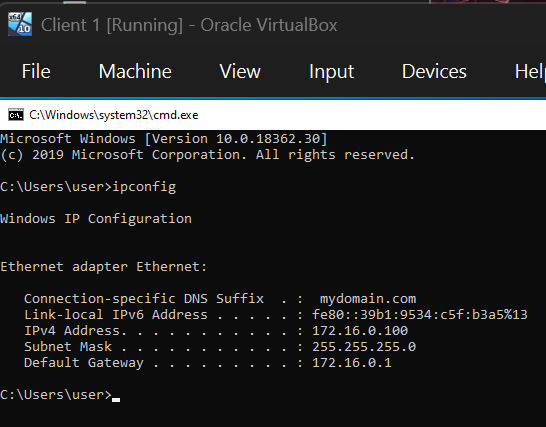 x64
10
Client 1 [Running] - Oracle VirtualBox
File Machine View Input Devices Hel
C:\Windows\system32\cmd.exe
Microsoft Windows [Version 10.0.18362.30]
(c) 2019 Microsoft Corporation. All rights reserved.
C:\Users\user>ipconfig
Windows IP Configuration
Ethernet adapter Ethernet:
Connection-specific DNS Suffix  . :  mydomain.com
Link-local IPv6 Address . . . . . : fe80::39b1:9534:c5f:b3a5%13
IPv4 Address. . . . . . . . . . . : 172.16.0.100
Subnet Mask . . . . . . . . . . . : 255.255.255.0
Default Gateway . . . . . . . . . : 172.16.0.1
C:\Users\user>